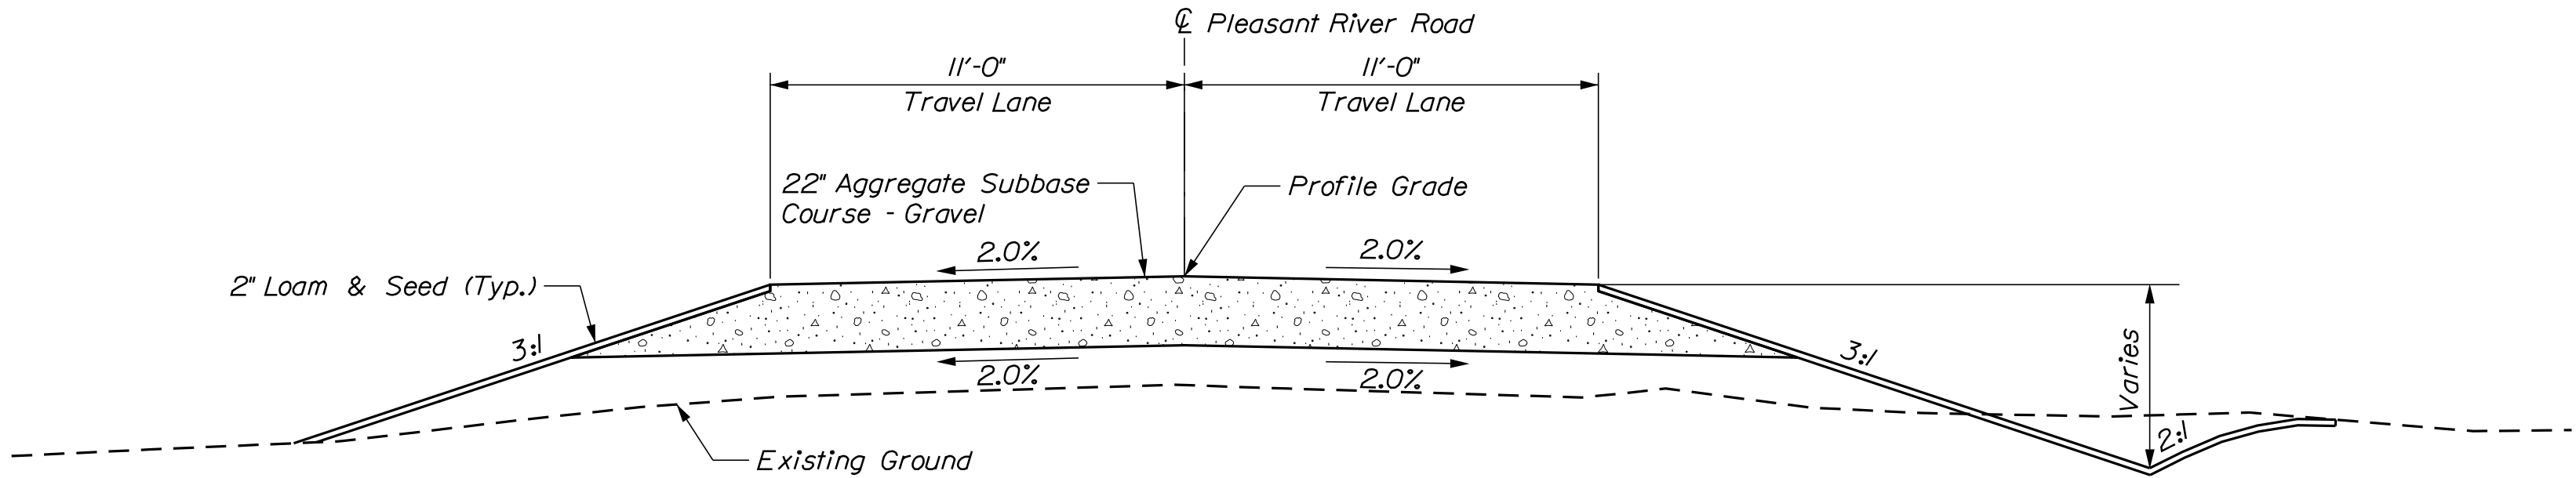 ℄ Pleasant River Road
11'-0" 11'-0"
Travel Lane Travel Lane
22" Aggregate Subbase
Course - Gravel
Profile Grade
2.0% 2.0%
2" Loam & Seed (Typ.)
3:1 3:1
2.0% 2.0%
Varies
2:1
Existing Ground